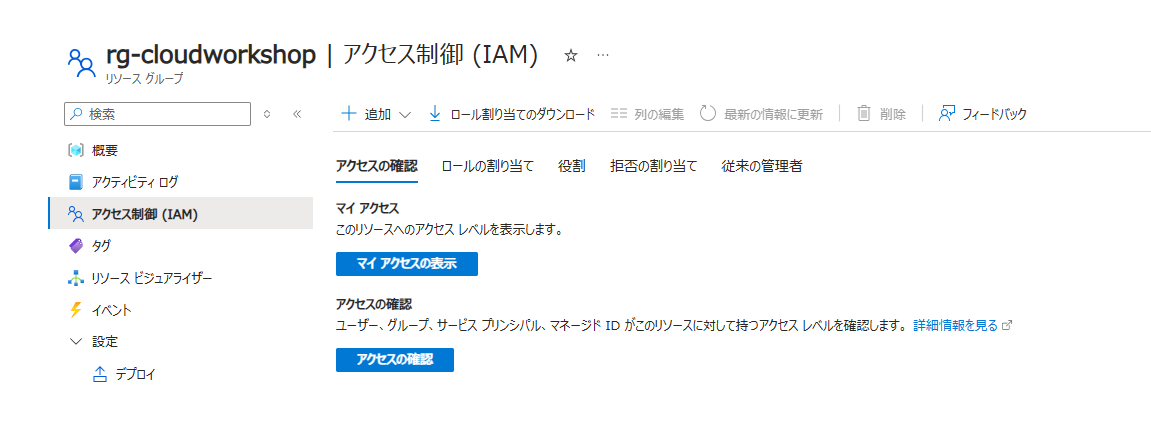 rg-cloudworkshop | アクセス制御 (IAM) ☆ …
リソース グループ
検索
追加 ロール割り当てのダウンロード 列の編集 最新の情報に更新 削除 フィードバック
概要
アクティビティ ログ
アクセス制御 (IAM)
タグ
リソース ビジュアライザー
イベント
設定
デプロイ
アクセスの確認 ロールの割り当て 役割 拒否の割り当て 従来の管理者
マイ アクセス
このリソースへのアクセス レベルを表示します。
マイ アクセスの表示
アクセスの確認
ユーザー、グループ、サービス プリンシパル、マネージド ID がこのリソースに対して持つアクセス レベルを確認します。 詳細情報を見る
アクセスの確認